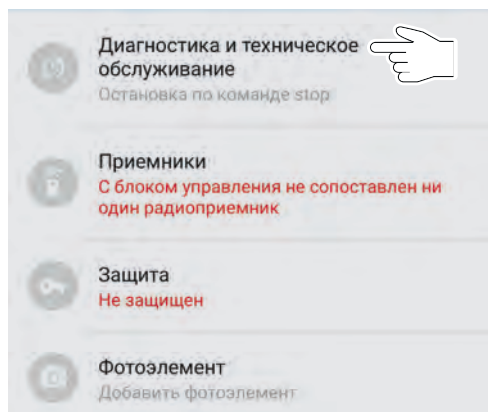 Диагностика и техническое
обслуживание
Остановка по команде stop
Приемники
С блоком управления не сопоставлен ни
один радиоприемник
Защита
Не защищен
Фотоэлемент
Добавить фотоэлемент